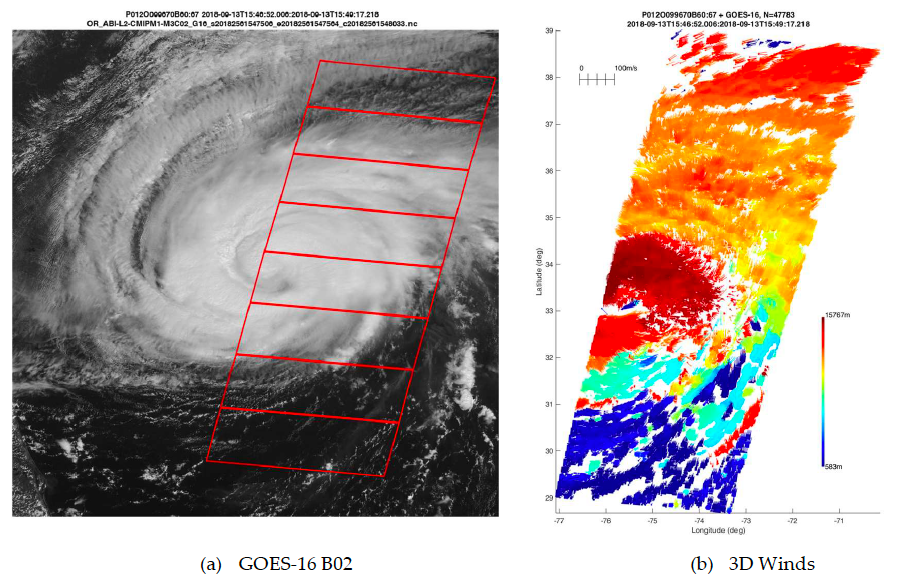 P012O099670B60:67 2018-09-13T15:46:52.006:2018-09-13T15:49:17.218
OR_ABI-L2-CMIPM1-M3C02_G16_s20182561547506_e20182561547564_c20182561548033.nc
P012O099670B60:67 + GOES-16, N=47783
2018-09-13T15:46:52.006:2018-09-13T15:49:17.218
39
0 100m/s
38
37
36
35
34
33
32
31
30
29
Latitude (deg)
15767m
583m
-77 -76 -75 -74 -73 -72 -71
Longitude (deg)
(a) GOES-16 B02
(b) 3D Winds